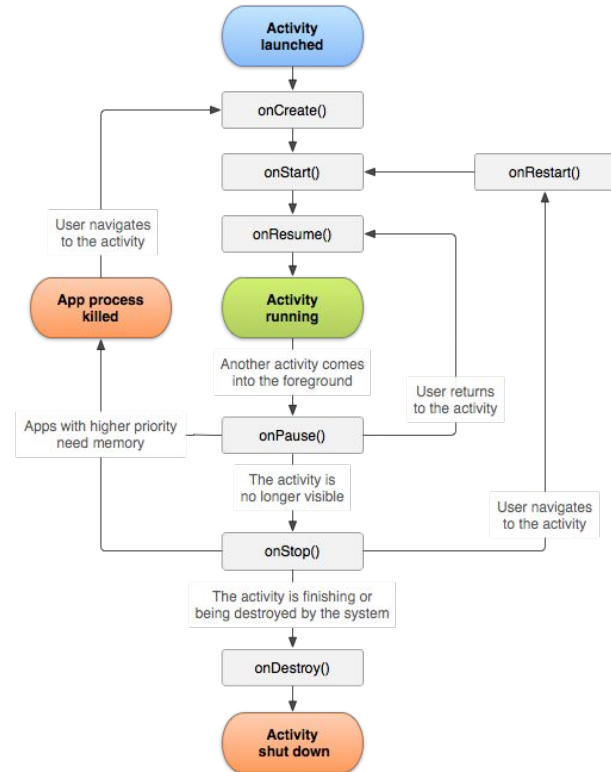 Activity
launched
onCreate()
onStart()
onRestart()
User navigates
to the activity
onResume()
App process
killed
Activity
running
Another activity comes
into the foreground
User returns
to the activity
Apps with higher priority
need memory
onPause()
The activity is
no longer visible
User navigates
to the activity
onStop()
The activity is finishing or
being destroyed by the system
onDestroy()
Activity
shut down